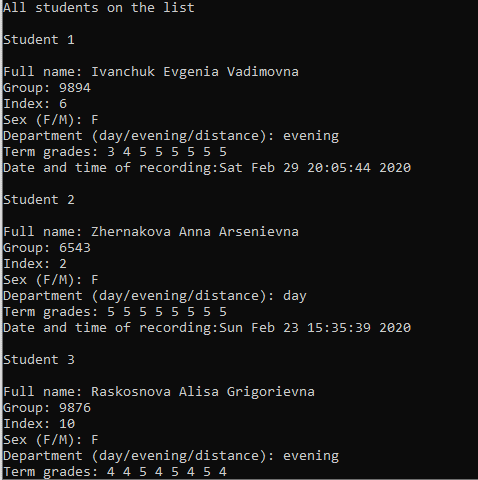 All students on the list
Student 1
Full name: Ivanchuk Evgenia Vadimovna
Group: 9894
Index: 6
Sex (F/M): F
Department (day/evening/distance): evening
Term grades: 3 4 5 5 5 5 5 5
Date and time of recording:Sat Feb 29 20:05:44 2020
Student 2
Full name: Zhernakova Anna Arsenievna
Group: 6543
Index: 2
Sex (F/M): F
Department (day/evening/distance): day
Term grades: 5 5 5 5 5 5 5 5
Date and time of recording:Sun Feb 23 15:35:39 2020
Student 3
Full name: Raskosnova Alisa Grigorievna
Group: 9876
Index: 10
Sex (F/M): F
Department (day/evening/distance): evening
Term grades: 4 4 5 4 5 4 5 4